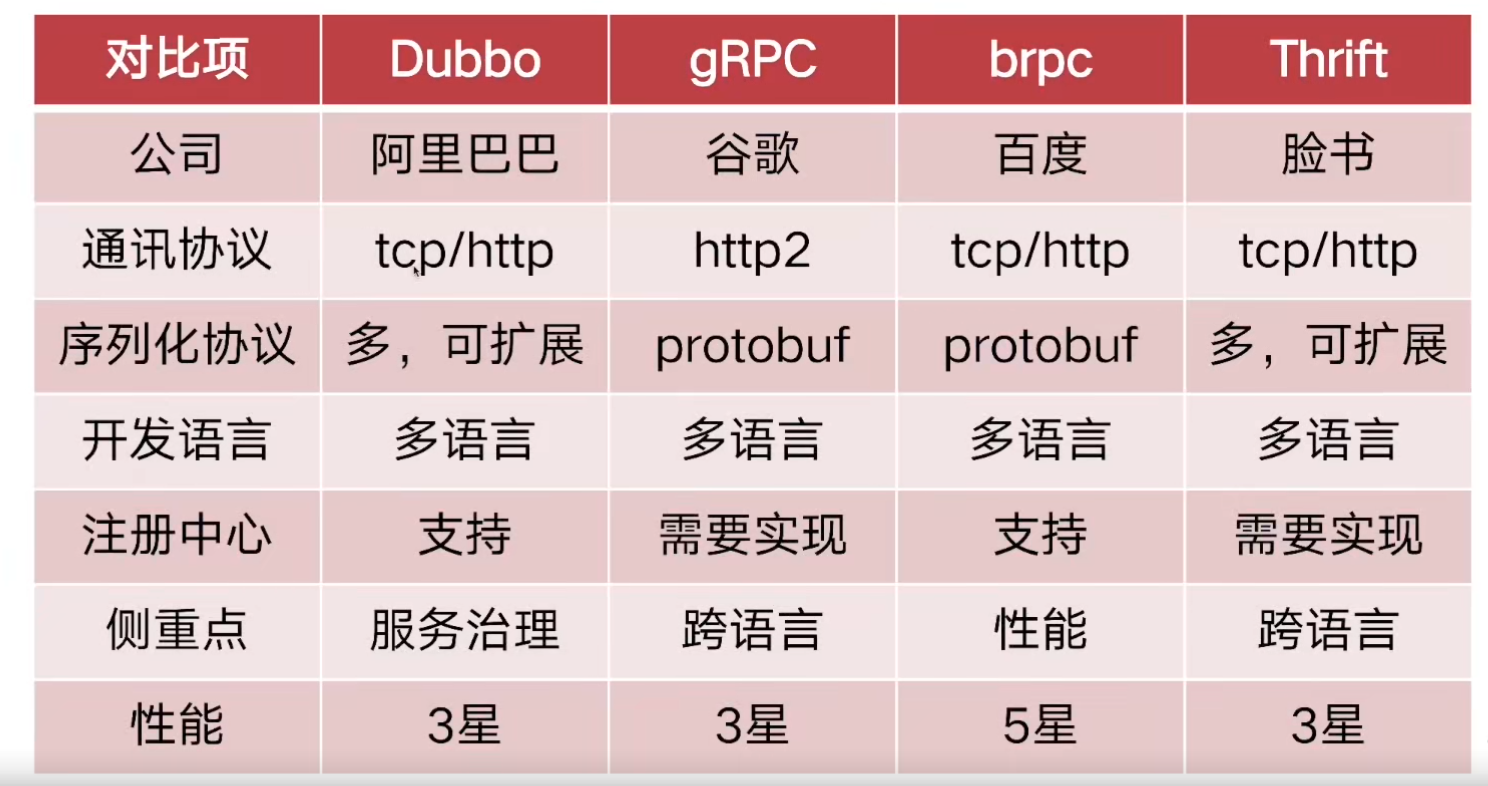 对比项 Dubbo gRPC brpc Thrift
公司 阿里巴巴 谷歌 百度 脸书
通讯协议 tcp/http http2 tcp/http tcp/http
序列化协议 多，可扩展 protobuf protobuf 多，可扩展
开发语言 多语言 多语言 多语言 多语言
注册中心 支持 需要实现 支持 需要实现
侧重点 服务治理 跨语言 性能 跨语言
性能 3星 3星 5星 3星